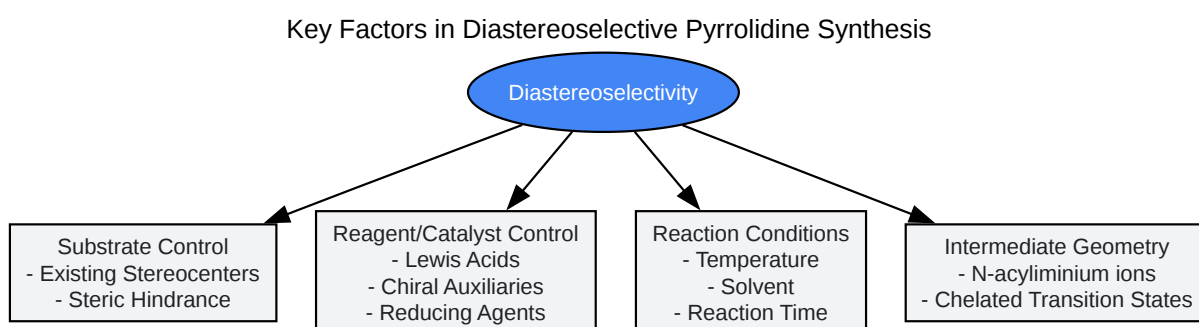 Key Factors in Diastereoselective Pyrrolidine Synthesis
Diastereoselectivity
Substrate Control
- Existing Stereocenters
- Steric Hindrance
Reagent/Catalyst Control
- Lewis Acids
- Chiral Auxiliaries
- Reducing Agents
Reaction Conditions
- Temperature
- Solvent
- Reaction Time
Intermediate Geometry
- N-acyliminium ions
- Chelated Transition States